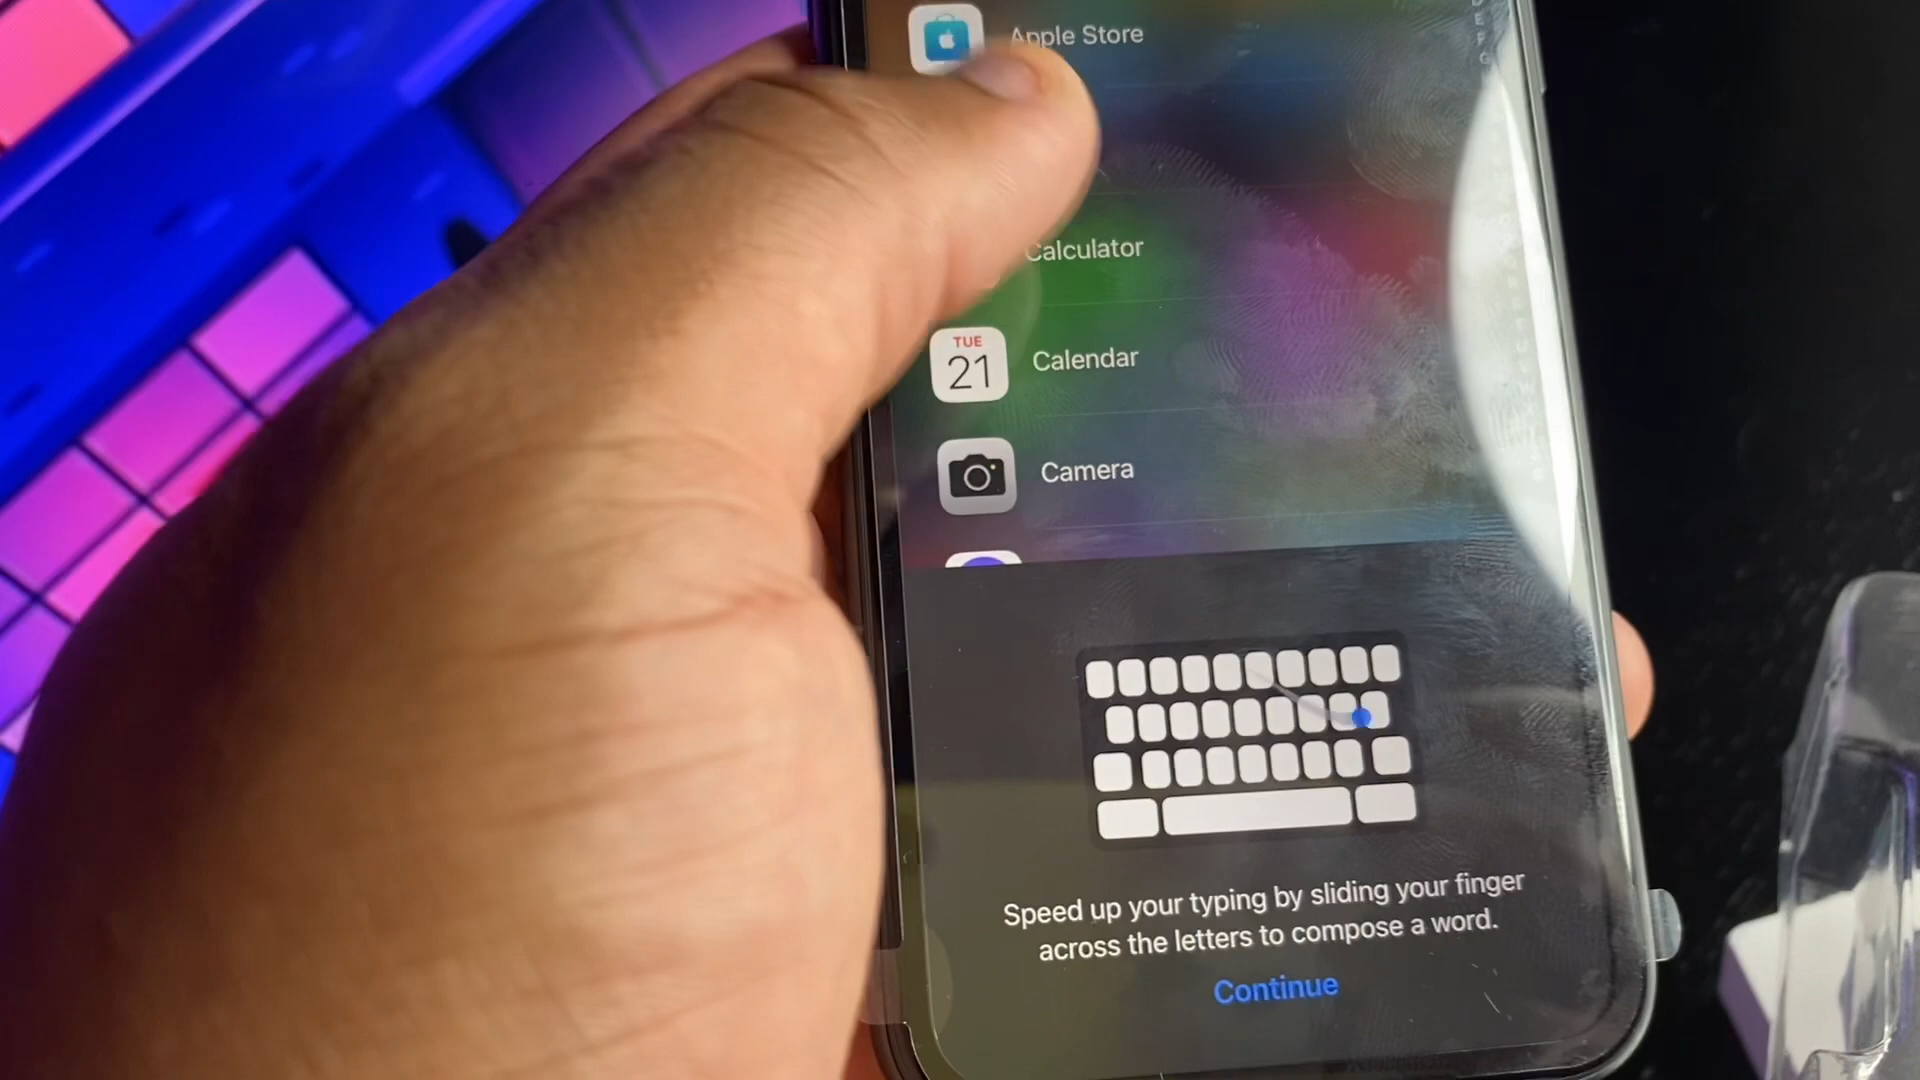 Apple Store
Calculator
TUE
21
Calendar
Camera
Speed up your typing by sliding your finger
across the letters to compose a word.
Continue